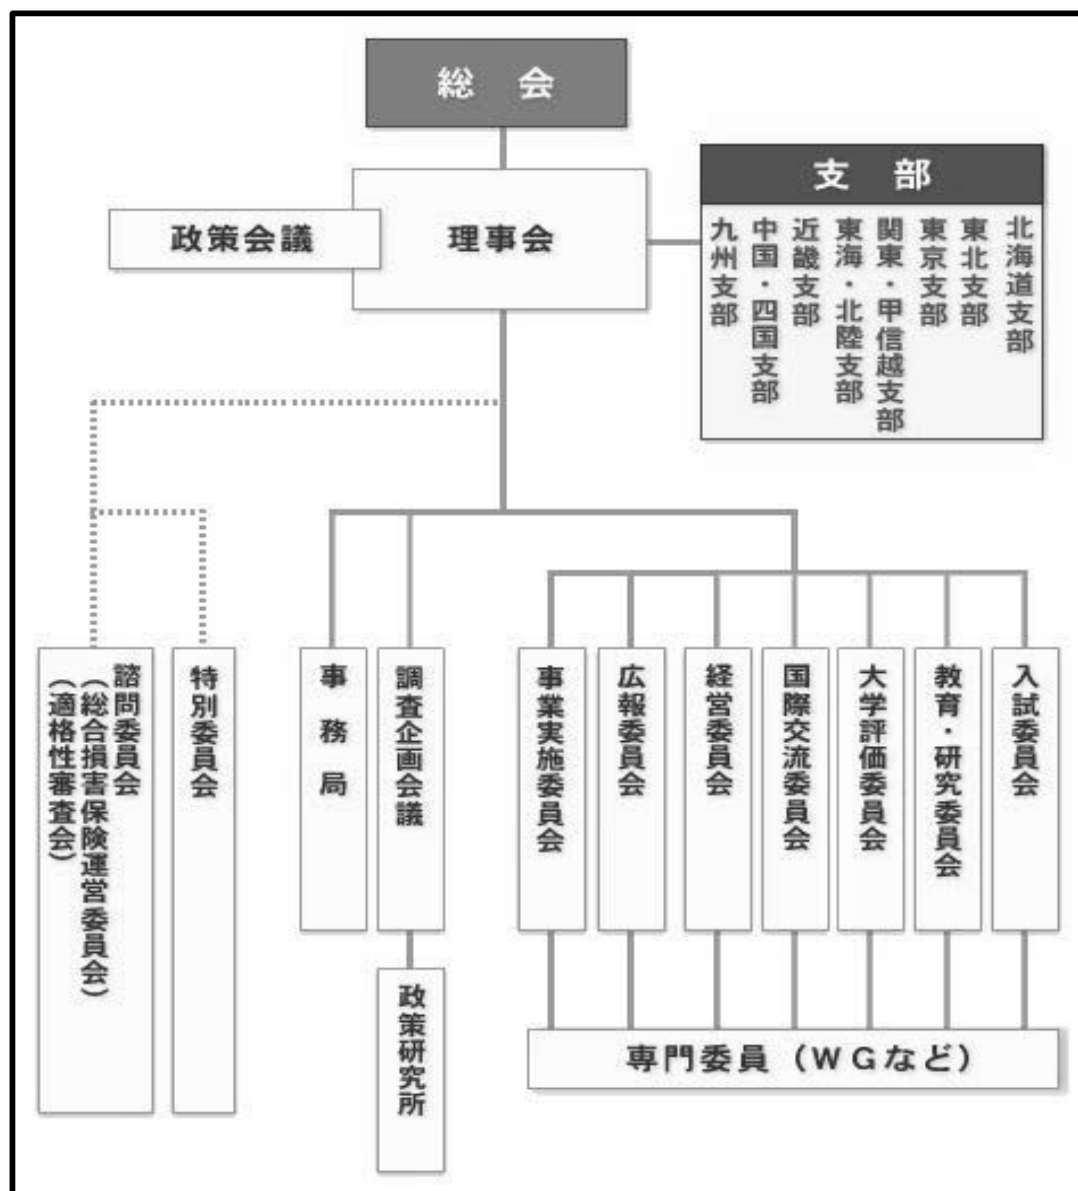 総　会
政策会議
理事会
支　部
北海道支部
東北支部
東京支部
関東・甲信越支部
東海・北陸支部
近畿支部
中国・四国支部
九州支部
諮問委員会
（総合損害保険運営委員会）
（適格性審査会）
特別委員会
事務局
調査企画会議
政策研究所
事業実施委員会
広報委員会
経営委員会
国際交流委員会
大学評価委員会
教育・研究委員会
入試委員会
専門委員（ＷＧなど）